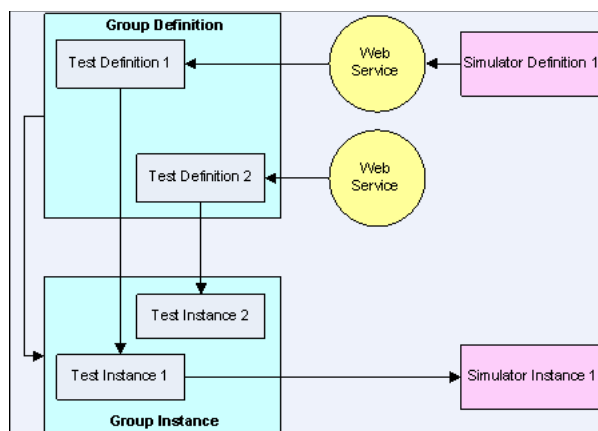 Group Definition
Test Definition 1
Web
Service
Simulator Definition 1
Test Definition 2
Web
Service
Test Instance 2
Test Instance 1
Simulator Instance 1
Group Instance